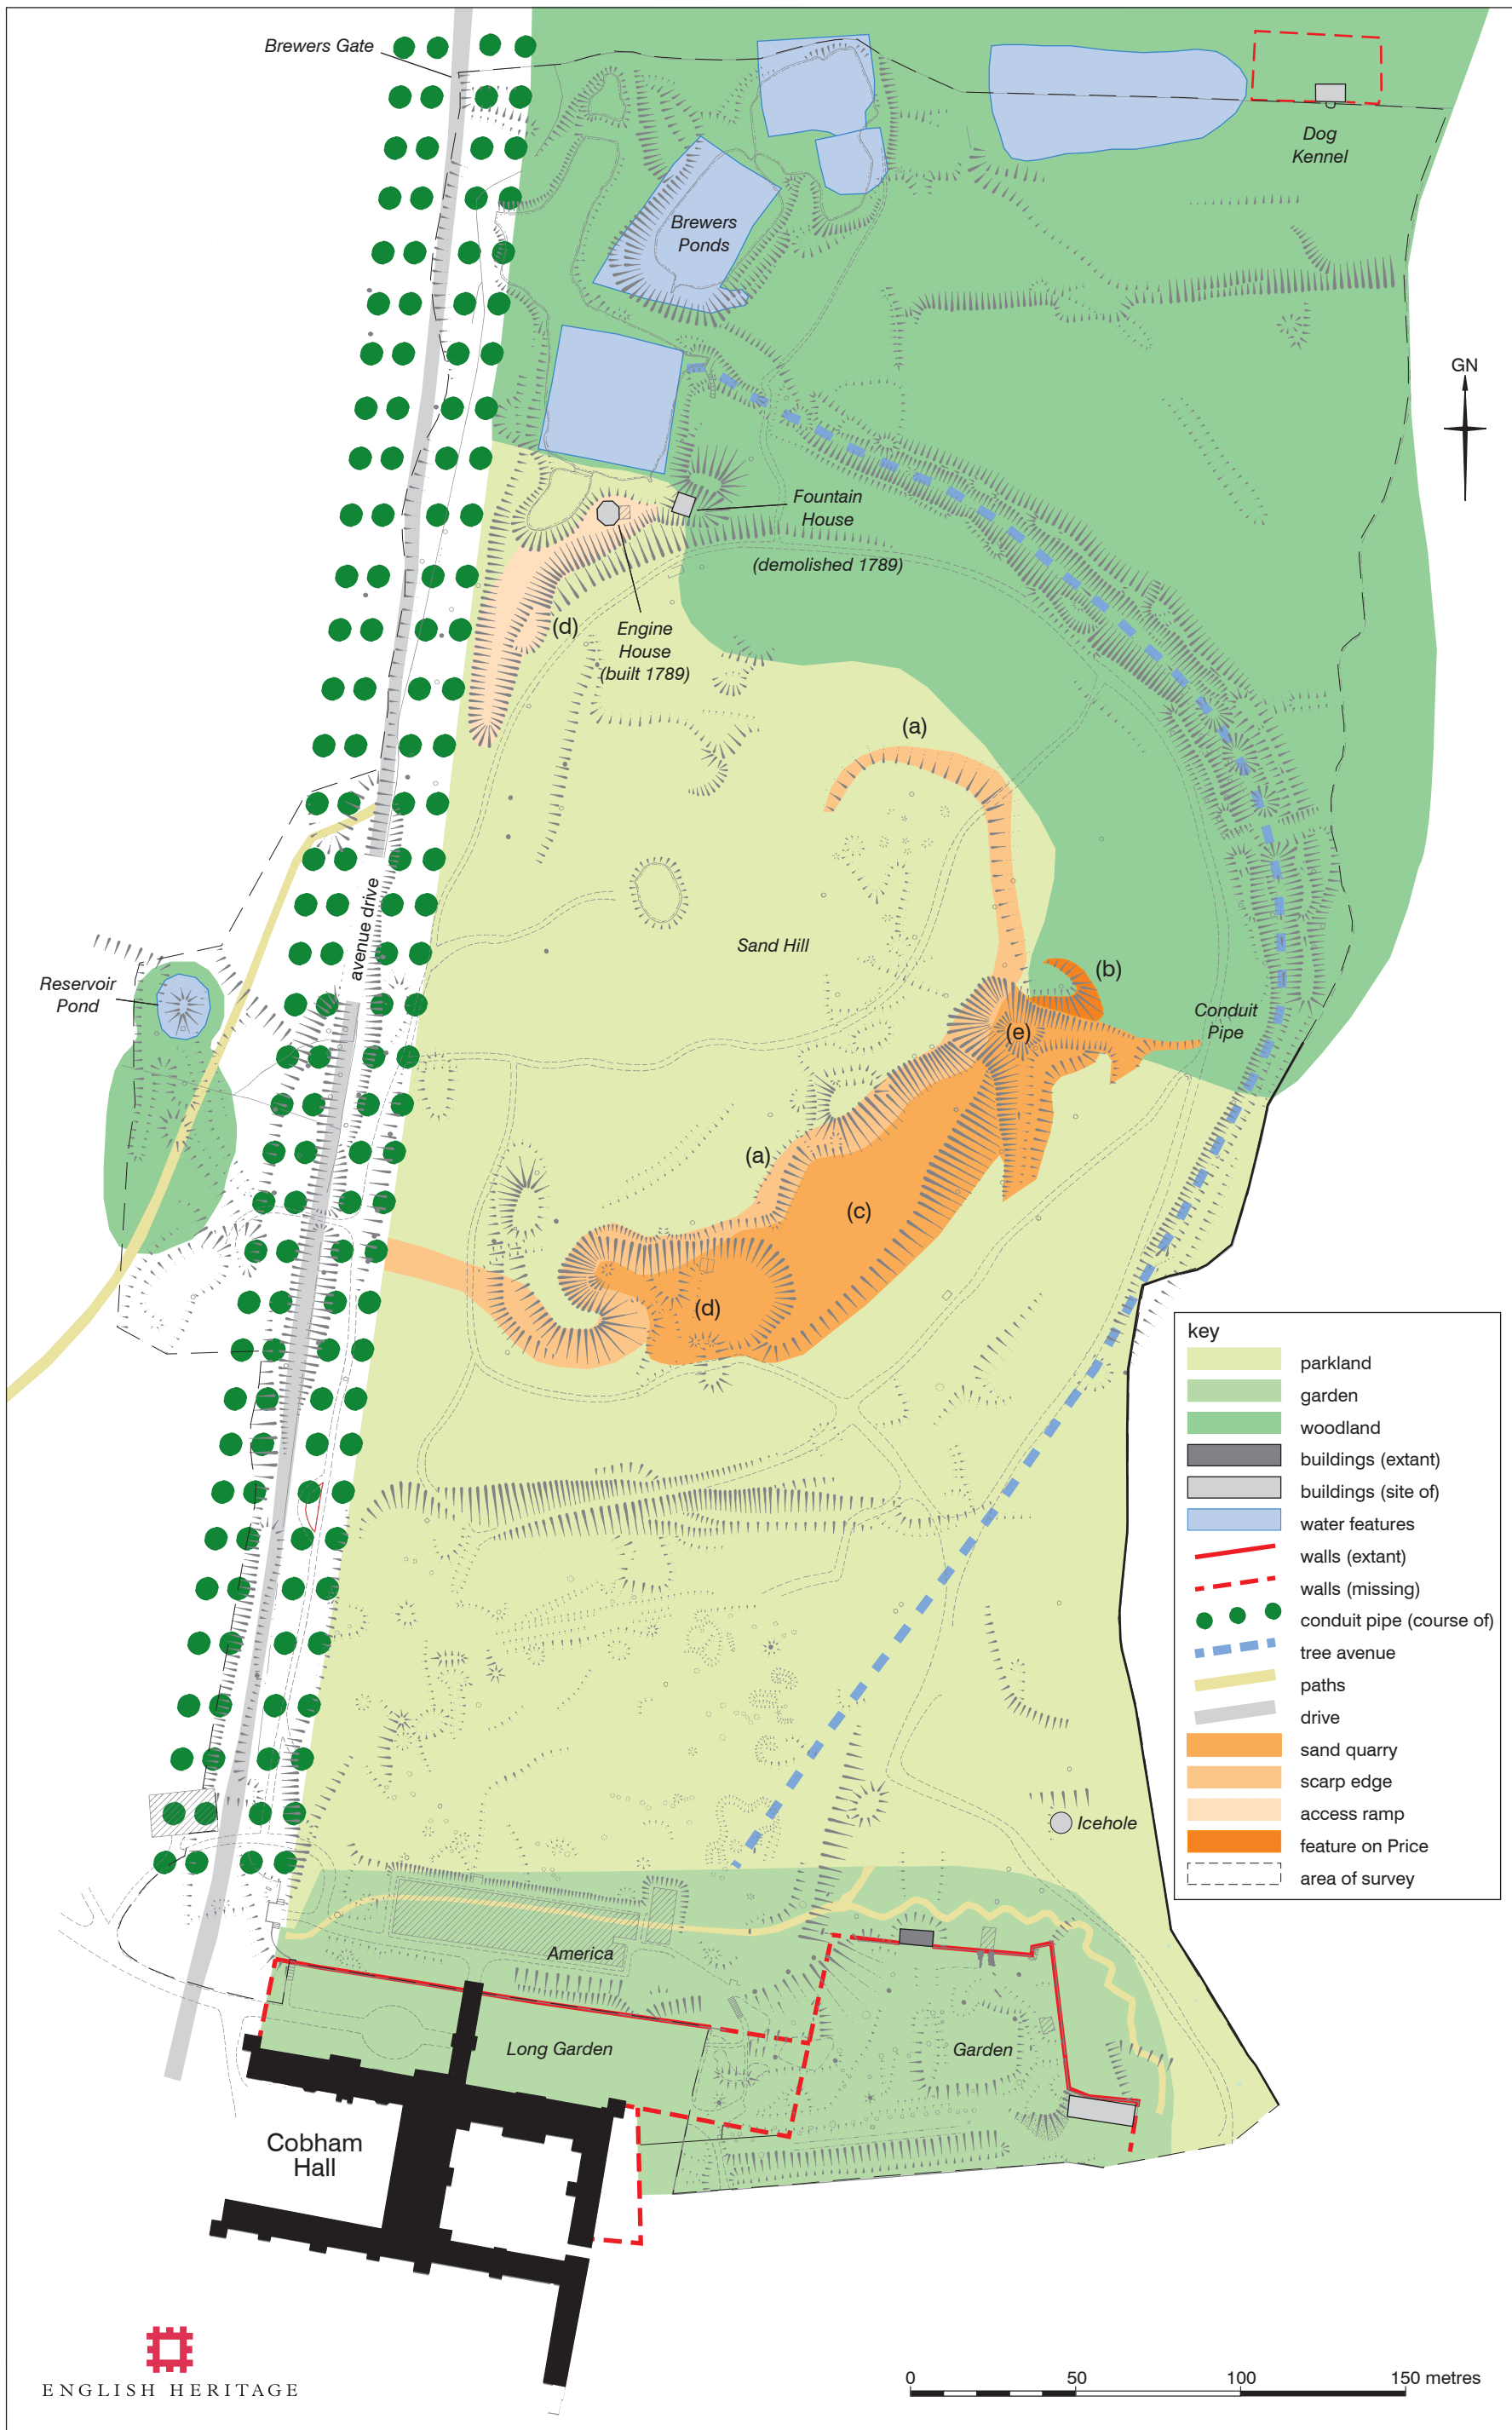 Brewers Gate
Dog
Kennel
Brewers
Ponds
GN
Fountain
House
(demolished 1789)
(d)
Engine
House
(built 1789)
(a)
avenue drive
Sand Hill
(b)
Reservoir
Pond
Conduit
Pipe
(e)
(a)
(c)
(d)
key
parkland
garden
woodland
buildings (extant)
buildings (site of)
water features
walls (extant)
walls (missing)
conduit pipe (course of)
tree avenue
paths
drive
sand quarry
scarp edge
access ramp
feature on Price
area of survey
Icehole
America
Long Garden
Garden
Cobham
Hall
ENGLISH HERITAGE
0 50 100 150 metres